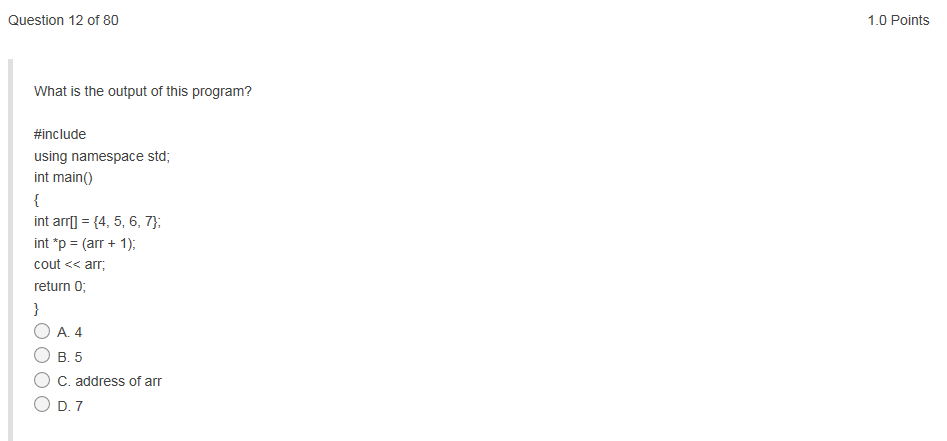 Question 12 of 80
1.0 Points
What is the output of this program?
#include
using namespace std;
int main()
{
int arr[] = {4, 5, 6, 7};
int *p = (arr + 1);
cout << arr;
return 0;
}
A. 4
B. 5
C. address of arr
D. 7